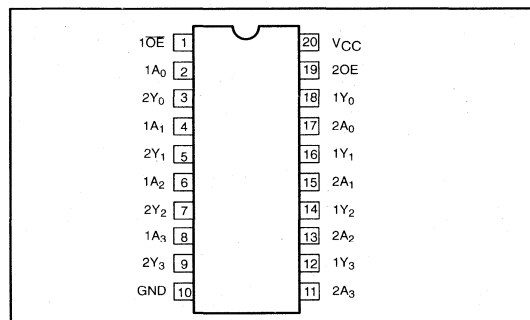 1O̅E̅ 1 20 VCC
1A0 2 19 2OE
2Y0 3 18 1Y0
1A1 4 17 2A0
2Y1 5 16 1Y1
1A2 6 15 2A1
2Y2 7 14 1Y2
1A3 8 13 2A2
2Y3 9 12 1Y3
GND 10 11 2A3